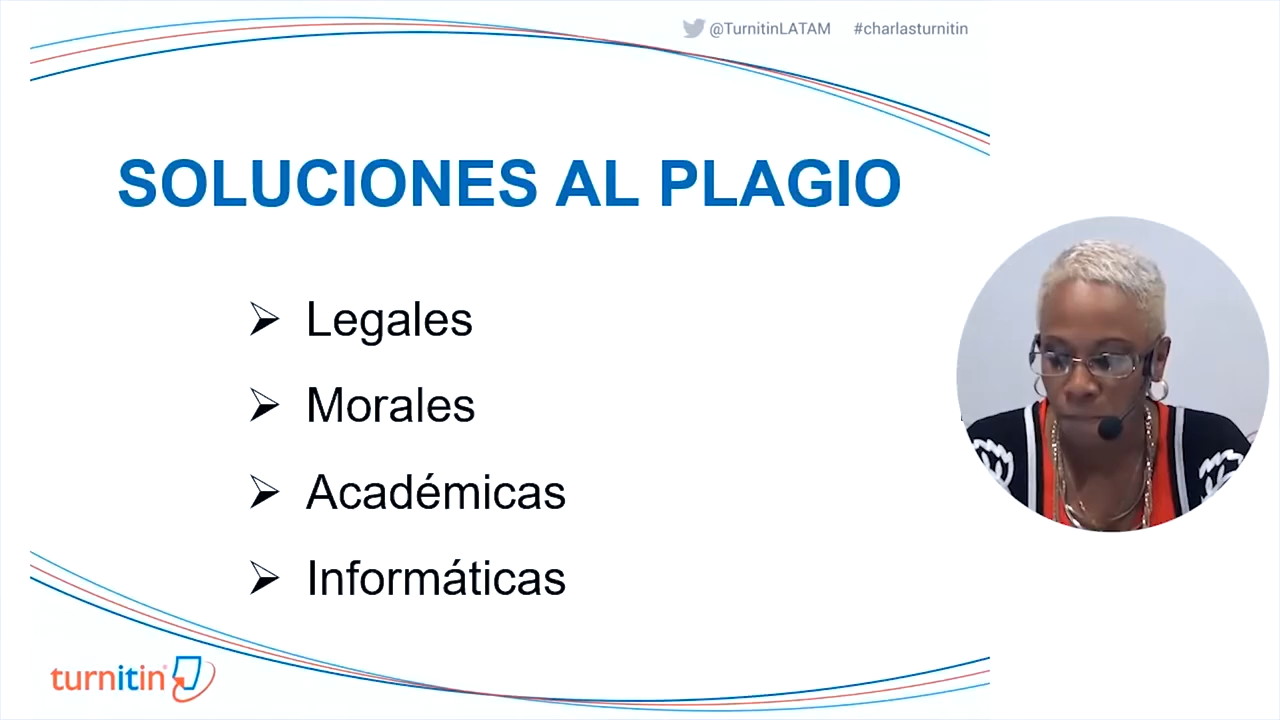 @TurnitinLATAM #charlasturnitin
SOLUCIONES AL PLAGIO
Legales
Morales
Académicas
Informáticas
turnitin